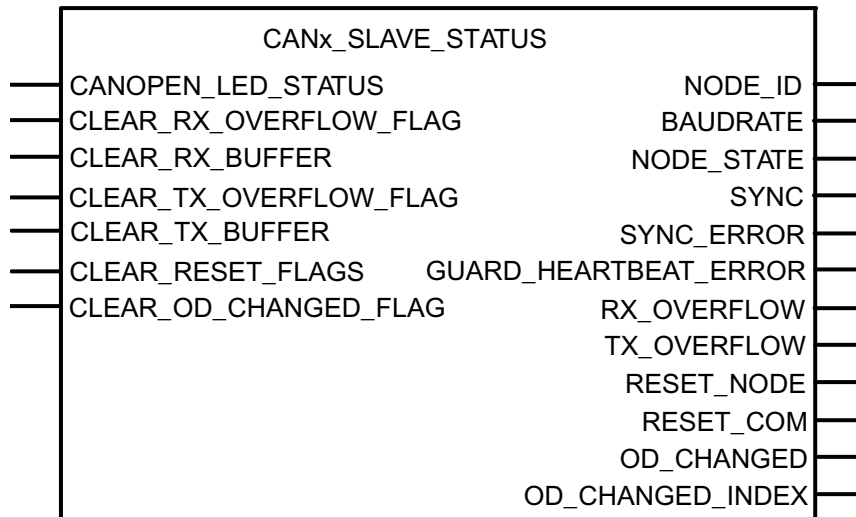 CANx_SLAVE_STATUS
CANOPEN_LED_STATUS NODE_ID
CLEAR_RX_OVERFLOW_FLAG BAUDRATE
CLEAR_RX_BUFFER NODE_STATE
CLEAR_TX_OVERFLOW_FLAG SYNC
CLEAR_TX_BUFFER SYNC_ERROR
CLEAR_RESET_FLAGS GUARD_HEARTBEAT_ERROR
CLEAR_OD_CHANGED_FLAG RX_OVERFLOW
TX_OVERFLOW
RESET_NODE
RESET_COM
OD_CHANGED
OD_CHANGED_INDEX